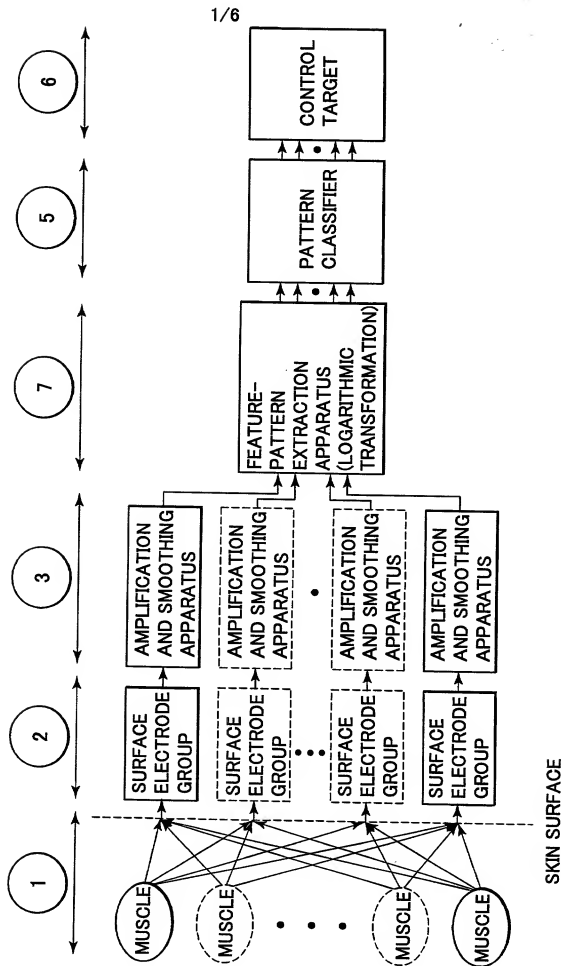 1/6
1
2
3
7
5
6
MUSCLE
MUSCLE
MUSCLE
MUSCLE
SKIN SURFACE
SURFACE
ELECTRODE
GROUP
SURFACE
ELECTRODE
GROUP
SURFACE
ELECTRODE
GROUP
SURFACE
ELECTRODE
GROUP
AMPLIFICATION
AND SMOOTHING
APPARATUS
AMPLIFICATION
AND SMOOTHING
APPARATUS
AMPLIFICATION
AND SMOOTHING
APPARATUS
AMPLIFICATION
AND SMOOTHING
APPARATUS
FEATURE-
PATTERN
EXTRACTION
APPARATUS
(LOGARITHMIC
TRANSFORMATION)
PATTERN
CLASSIFIER
CONTROL
TARGET